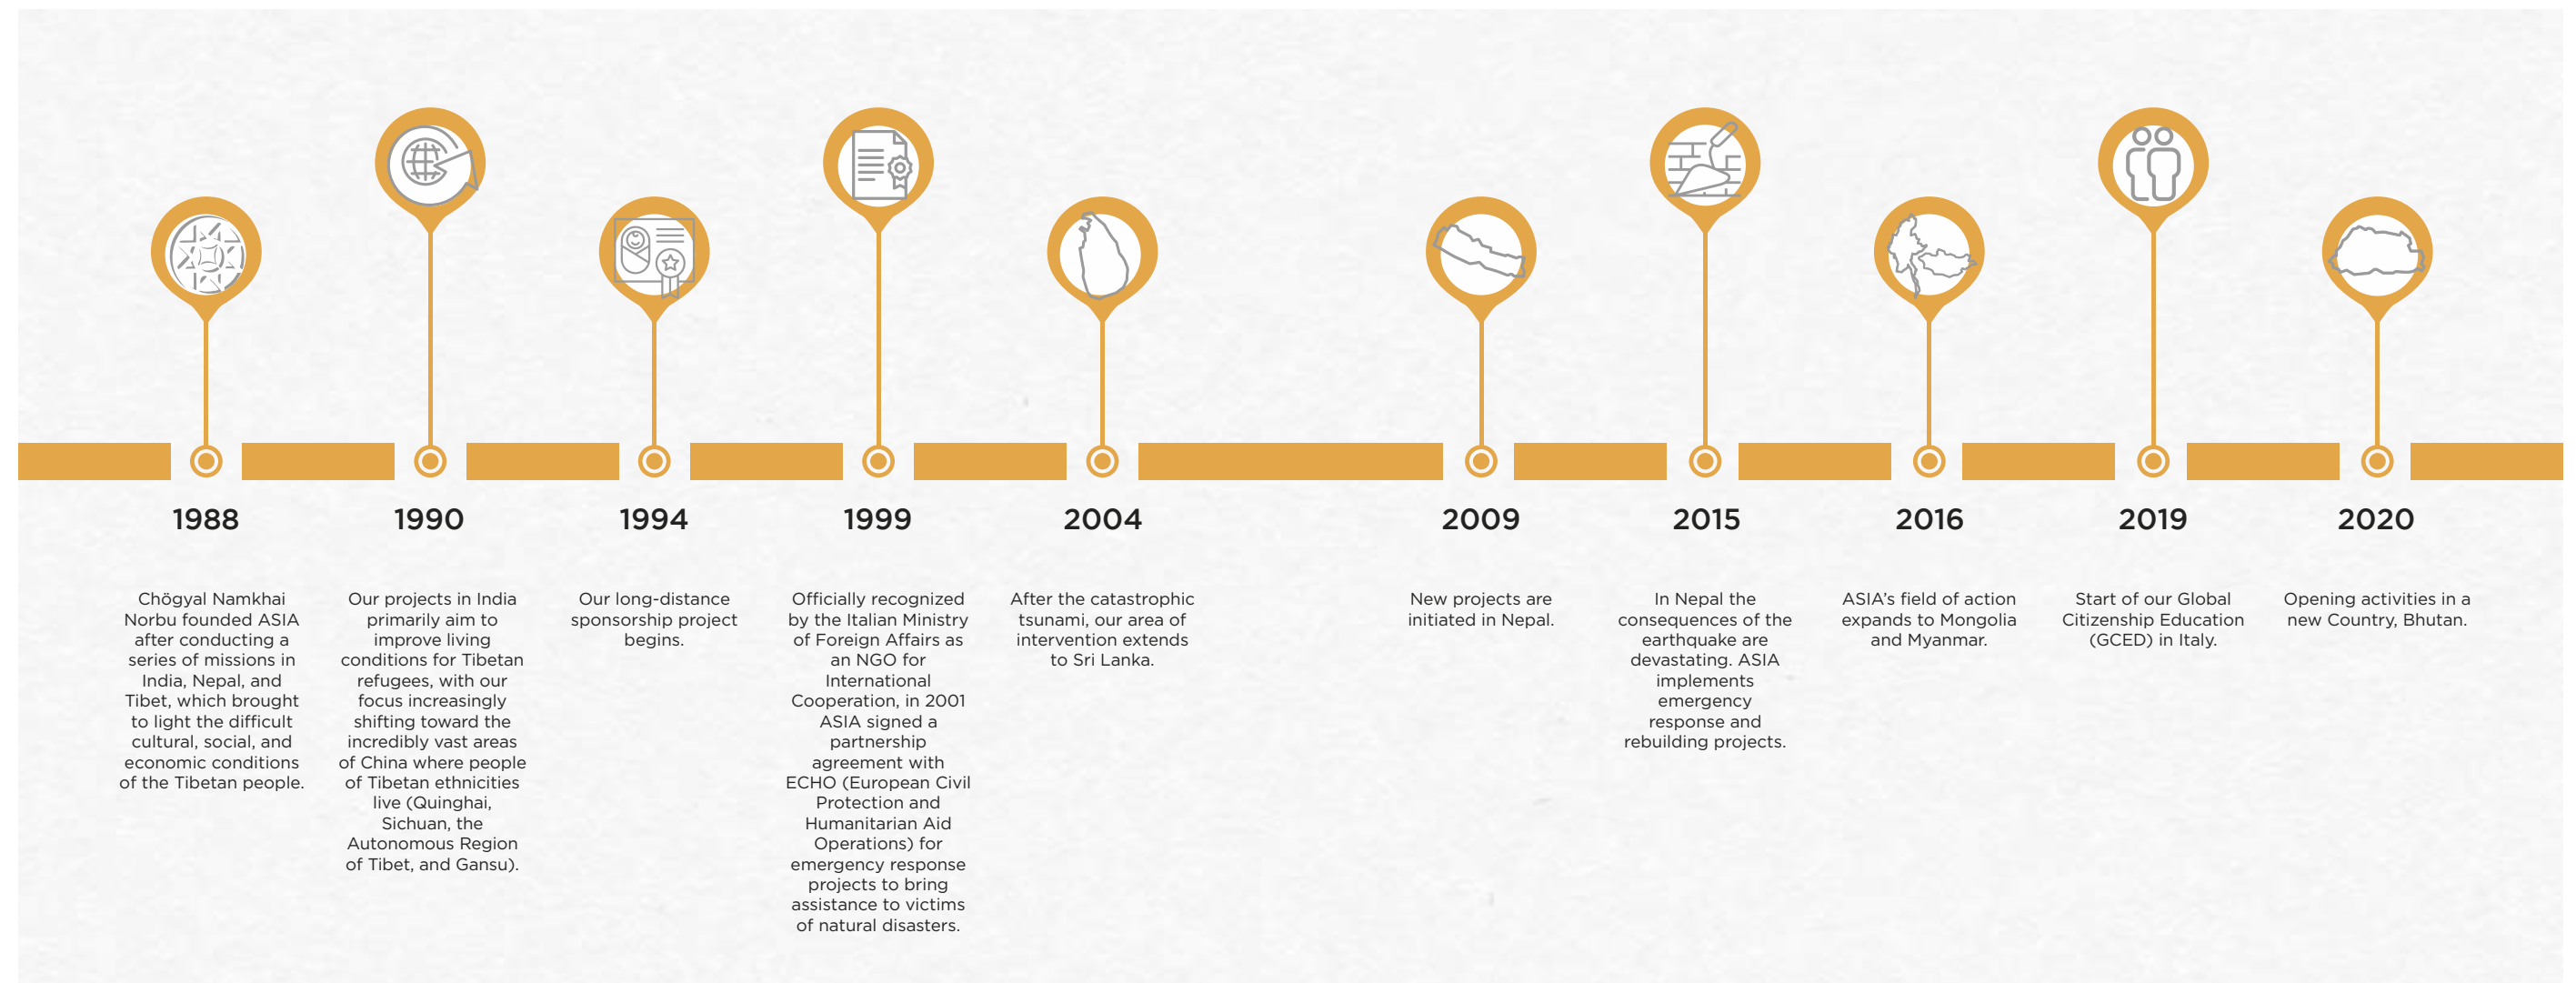 1988
Chögyal Namkhai
Norbu founded ASIA
after conducting a
series of missions in
India, Nepal, and
Tibet, which brought
to light the difficult
cultural, social, and
economic conditions
of the Tibetan people.
1990
Our projects in India
primarily aim to
improve living
conditions for Tibetan
refugees, with our
focus increasingly
shifting toward the
incredibly vast areas
of China where people
of Tibetan ethnicities
live (Quinghai,
Sichuan, the
Autonomous Region
of Tibet, and Gansu).
1994
Our long-distance
sponsorship project
begins.
1999
Officially recognized
by the Italian Ministry
of Foreign Affairs as
an NGO for
International
Cooperation, in 2001
ASIA signed a
partnership
agreement with
ECHO (European Civil
Protection and
Humanitarian Aid
Operations) for
emergency response
projects to bring
assistance to victims
of natural disasters.
2004
After the catastrophic
tsunami, our area of
intervention extends
to Sri Lanka.
2009
New projects are
initiated in Nepal.
2015
In Nepal the
consequences of the
earthquake are
devastating. ASIA
implements
emergency
response and
rebuilding projects.
2016
ASIA’s field of action
expands to Mongolia
and Myanmar.
2019
Start of our Global
Citizenship Education
(GCED) in Italy.
2020
Opening activities in a
new Country, Bhutan.